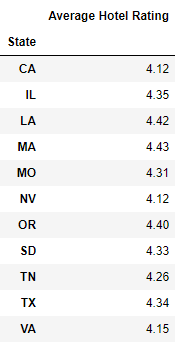 Average Hotel Rating
State
CA 4.12
IL 4.35
LA 4.42
MA 4.43
MO 4.31
NV 4.12
OR 4.40
SD 4.33
TN 4.26
TX 4.34
VA 4.15